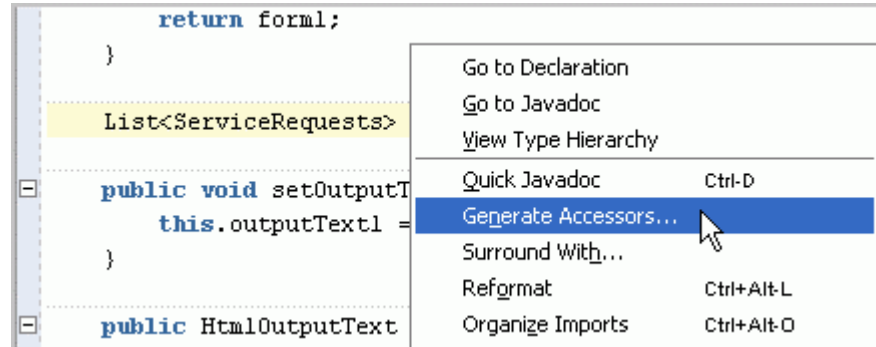 return form1;
}
List<ServiceRequests>
public void setOutputT
this.outputText1 =
}
public HtmlOutputText
Go to Declaration
Go to Javadoc
View Type Hierarchy
Quick Javadoc Ctrl-D
Generate Accessors...
Surround With...
Reformat Ctrl+Alt-L
Organize Imports Ctrl+Alt-O